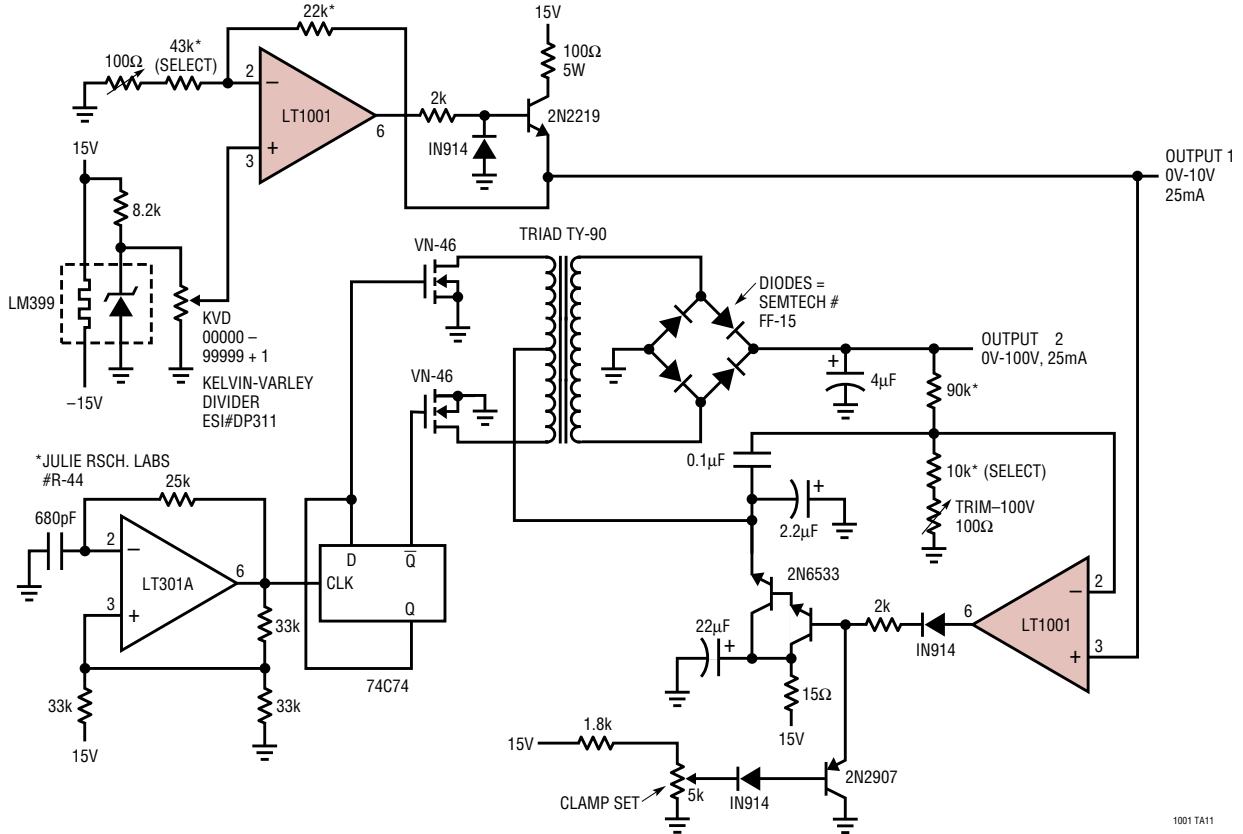 22k*
15V
100Ω
43k*
(SELECT)
100Ω
5W
2
–
LT1001
6
+
3
2k
2N2219
IN914
15V
OUTPUT 1
0V-10V
25mA
8.2k
LM399
–15V
KVD
00000 –
99999 + 1
KELVIN-VARLEY
DIVIDER
ESI#DP311
TRIAD TY-90
VN-46
VN-46
DIODES =
SEMTECH #
FF-15
OUTPUT 2
0V-100V, 25mA
+
4µF
90k*
0.1µF
10k* (SELECT)
TRIM–100V
100Ω
+
2.2µF
*JULIE RSCH. LABS
#R-44
25k
680pF
2
–
LT301A
6
3
+
33k
33k
33k
15V
D
Q
CLK
Q
74C74
2N6533
22µF
+
15Ω
15V
2k
IN914
6
2
–
LT1001
+
3
1.8k
15V
5k
CLAMP SET
IN914
2N2907
1001 TA11